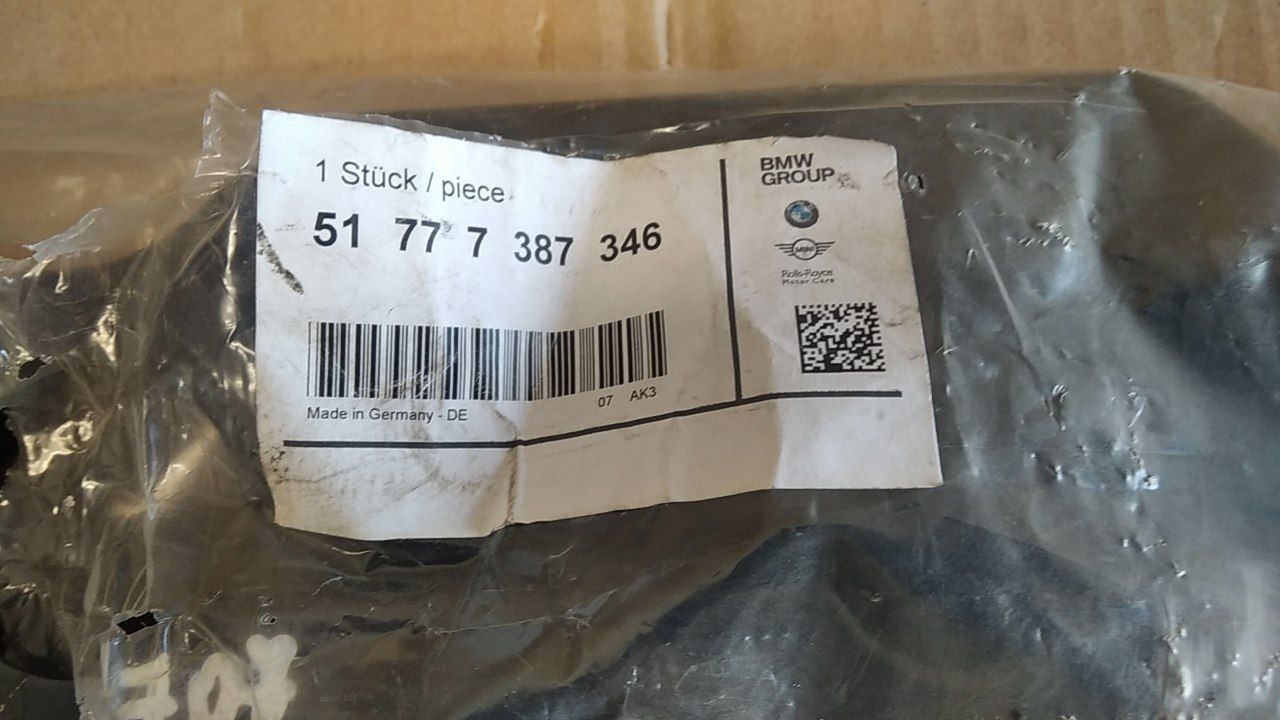 1 Stück / piece
51 77 7 387 346
07 AK3
Made in Germany - DE
BMW
GROUP
MINI
Rolls-Royce
Motor Cars